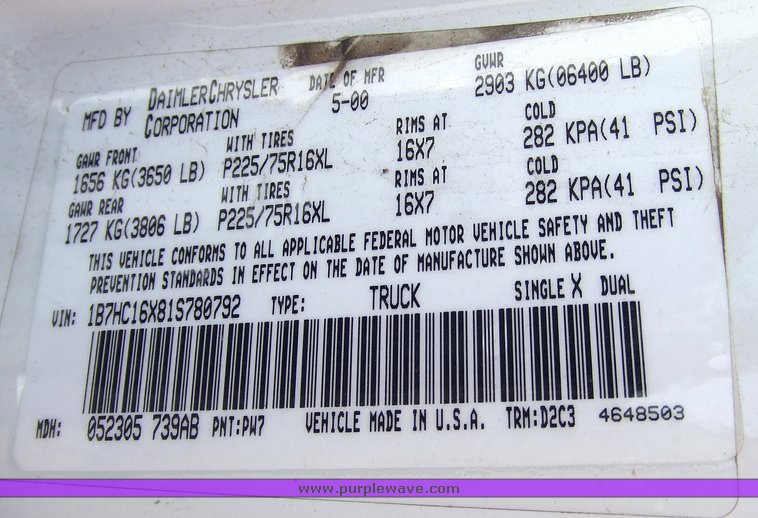 MFD BY DAIMLERCHRYSLER CORPORATION
DATE OF MFR 5-00
GVWR 2903 KG(06400 LB)
GAWR FRONT WITH TIRES RIMS AT COLD
1656 KG(3650 LB) P225/75R16XL 16X7 282 KPA(41 PSI)
GAWR REAR WITH TIRES RIMS AT COLD
1727 KG(3806 LB) P225/75R16XL 16X7 282 KPA(41 PSI)
THIS VEHICLE CONFORMS TO ALL APPLICABLE FEDERAL MOTOR VEHICLE SAFETY AND THEFT
PREVENTION STANDARDS IN EFFECT ON THE DATE OF MANUFACTURE SHOWN ABOVE.
VIN: 1B7HC16X81S780792 TYPE: TRUCK SINGLE X DUAL
MDH: 052305 739AB PNT:PW7 VEHICLE MADE IN U.S.A. TRM:D2C3 4648503
www.purplewave.com